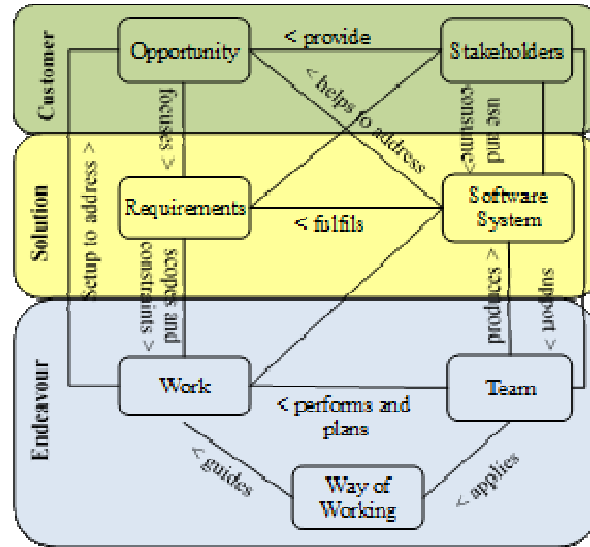 Customer
Opportunity
< provide
Stakeholders
< helps to address
focuses >
use and
consume>
Solution
Setup to address >
Requirements
< fulfils
Software
System
scopes and
constraints >
produces >
support >
Endeavour
Work
< performs and
plans
Team
< guides
Way of
Working
< applies